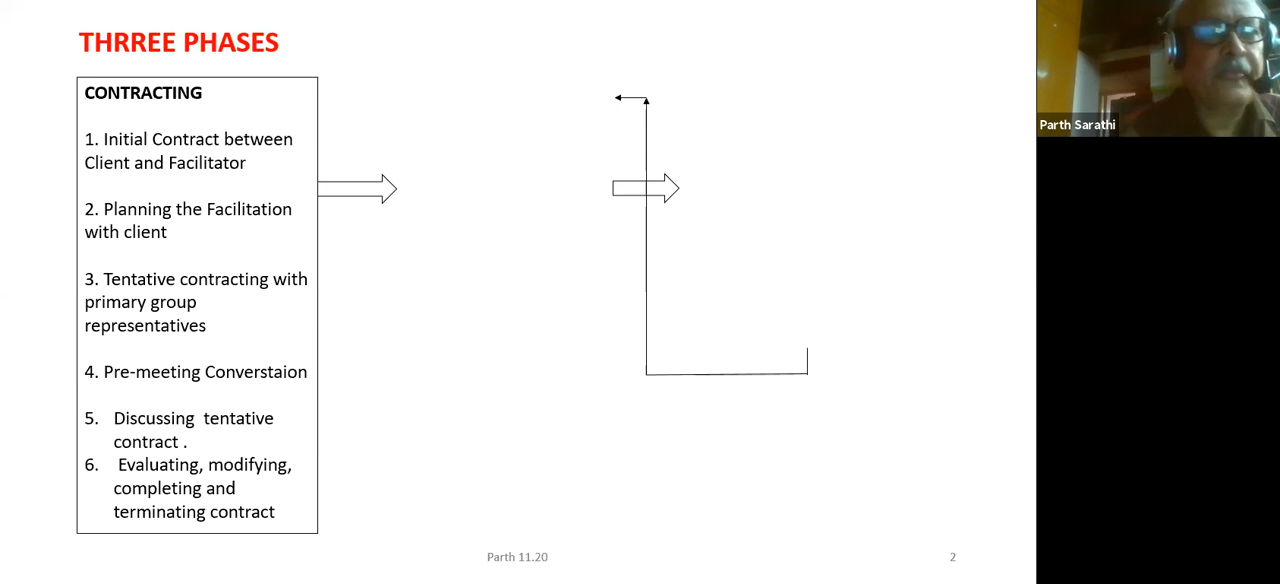 THRREE PHASES
CONTRACTING
1. Initial Contract between
Client and Facilitator
2. Planning the Facilitation
with client
3. Tentative contracting with
primary group
representatives
4. Pre-meeting Converstaion
5. Discussing tentative
contract .
6. Evaluating, modifying,
completing and
terminating contract
Parth 11.20
2
Parth Sarathi